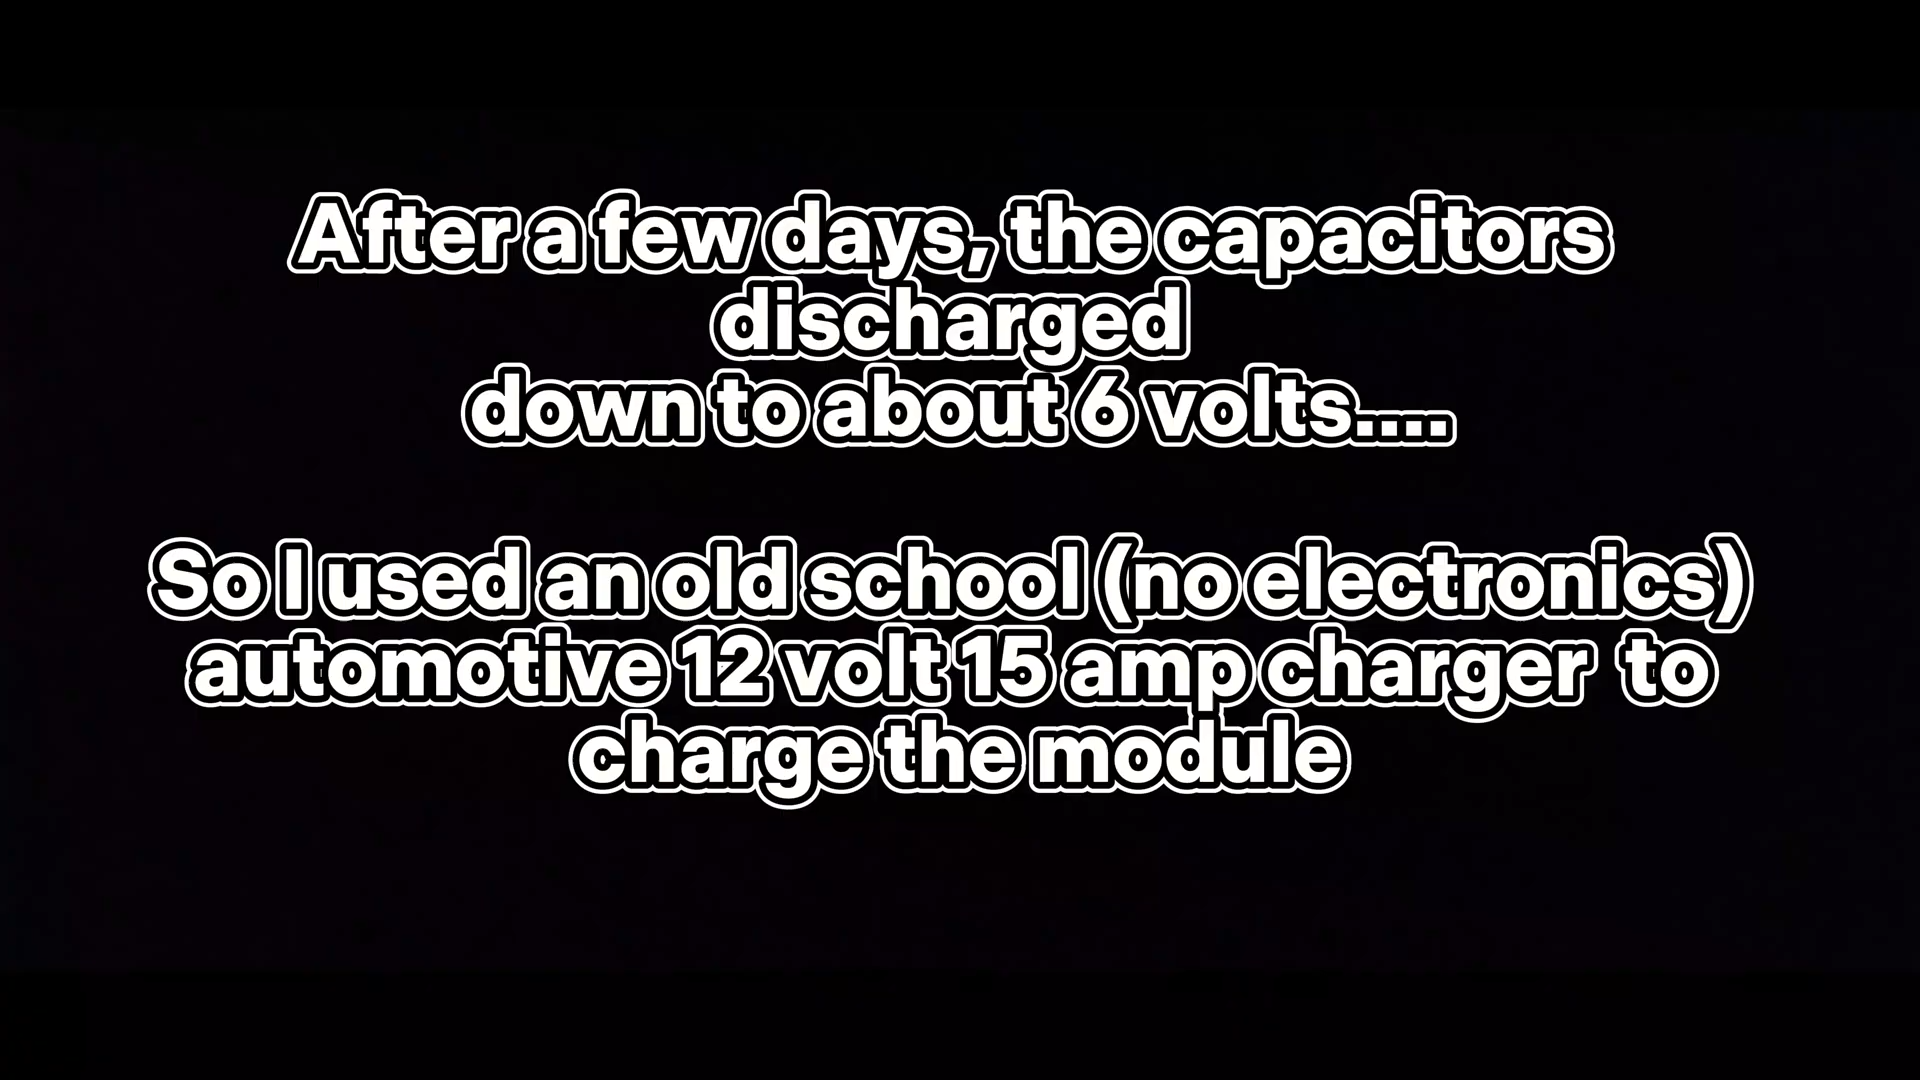 After a few days, the capacitors
discharged
down to about 6 volts....
So I used an old school (no electronics)
automotive 12 volt 15 amp charger  to
charge the module